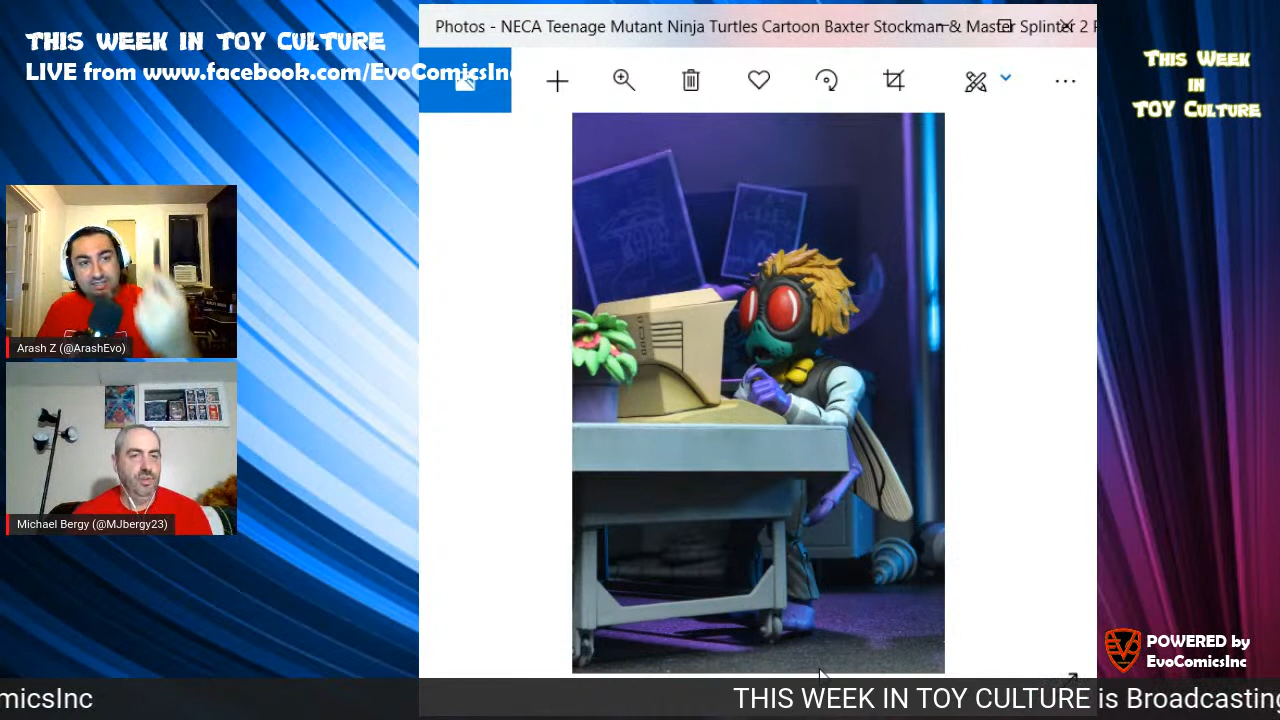 THIS WEEK IN TOY CULTURE
LIVE from www.facebook.com/EvoComicsInc
Photos - NECA Teenage Mutant Ninja Turtles Cartoon Baxter Stockman & Master Splinter 2 P
This Week
in
TOY Culture
Arash Z (@ArashEvo)
Michael Bergy (@MJbergy23)
POWERED by
EvoComicsInc
omicsInc
THIS WEEK IN TOY CULTURE is Broadcasting